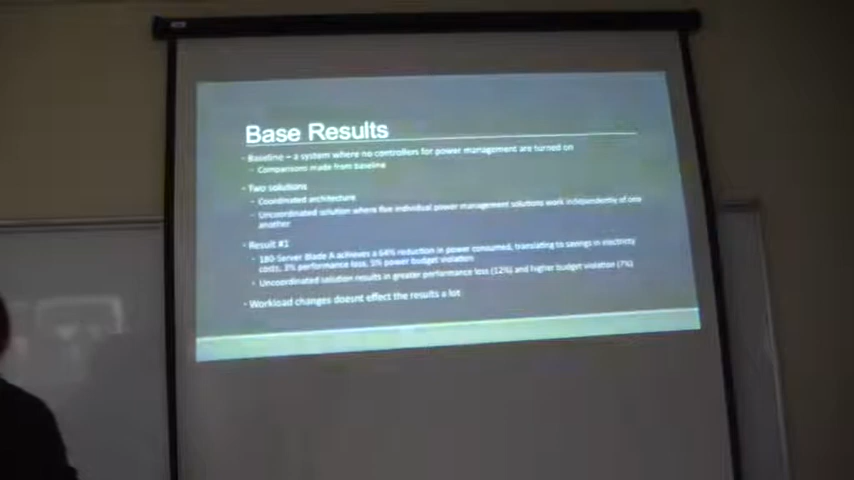 Base Results
- Baseline – a system where no controllers for power management are turned on
- Comparisons made from baseline
- Two solutions
- Coordinated architecture
- Uncoordinated solution where five individual power management solutions work independently of one
another
- Result #1
- 180-Server Blade A achieves a 64% reduction in power consumed, translating to savings in electricity
costs, 3% performance loss, 5% power budget violation
- Uncoordinated solution results in greater performance loss (12%) and higher budget violation (7%)
- Workload changes doesnt effect the results a lot